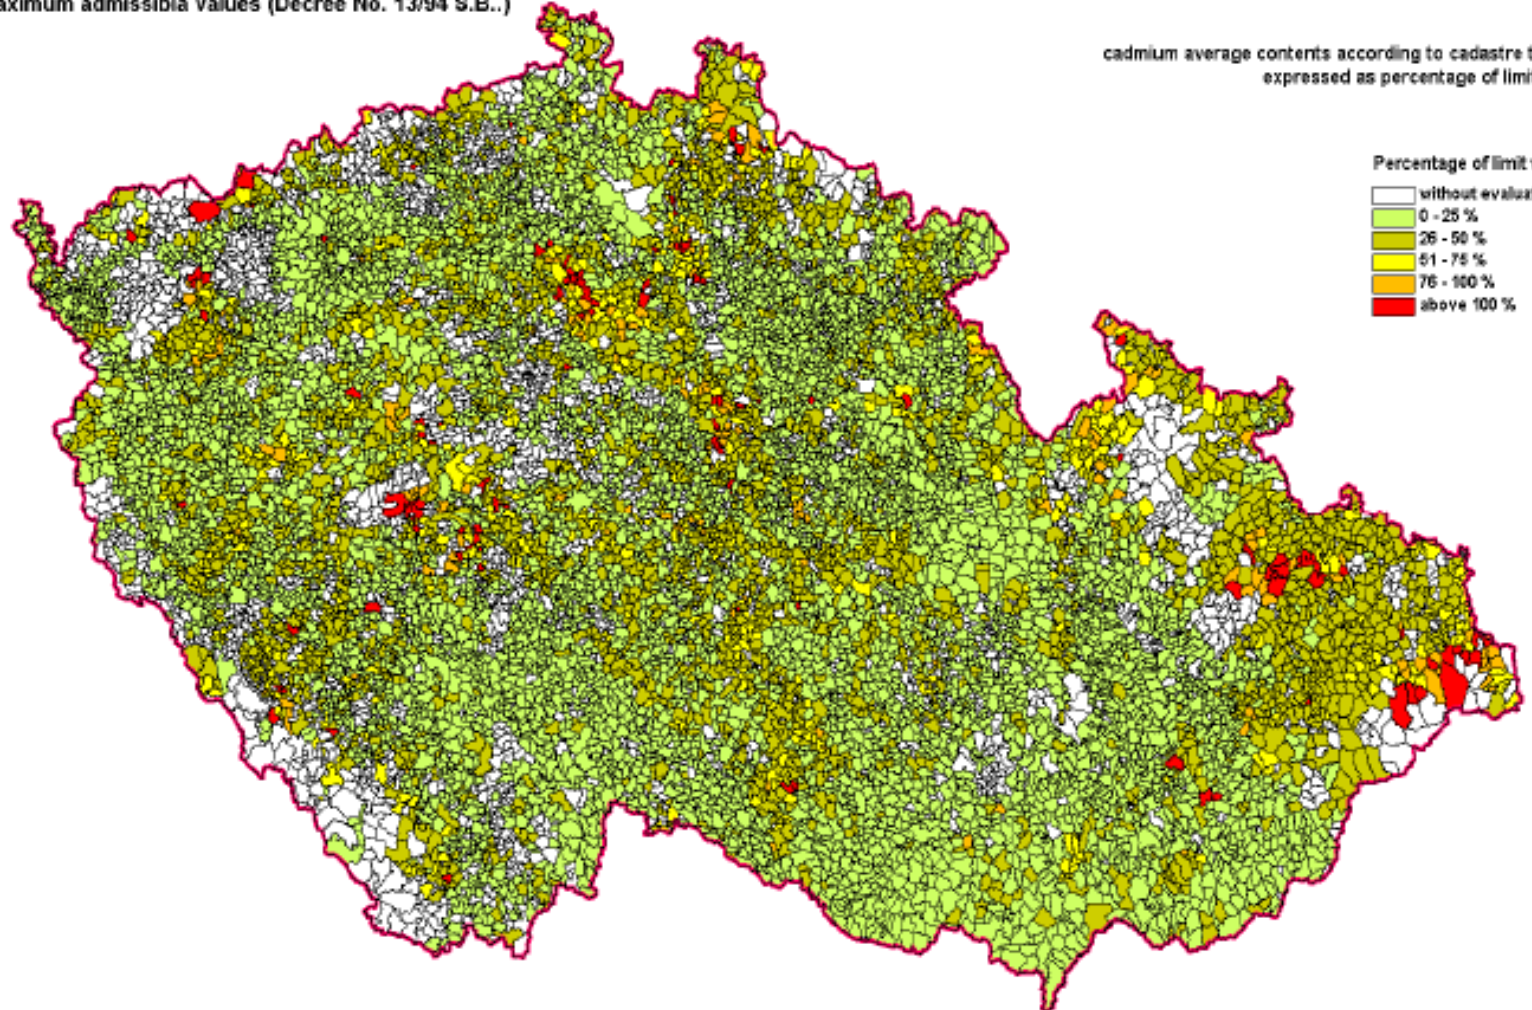 aximum admissibla values (Decree No. 13/94 S.B..)
cadmium average contents according to cadastre t
expressed as percentage of limi
Percentage of limit v
without evalua
0 - 25 %
26 - 50 %
51 - 75 %
76 - 100 %
above 100 %